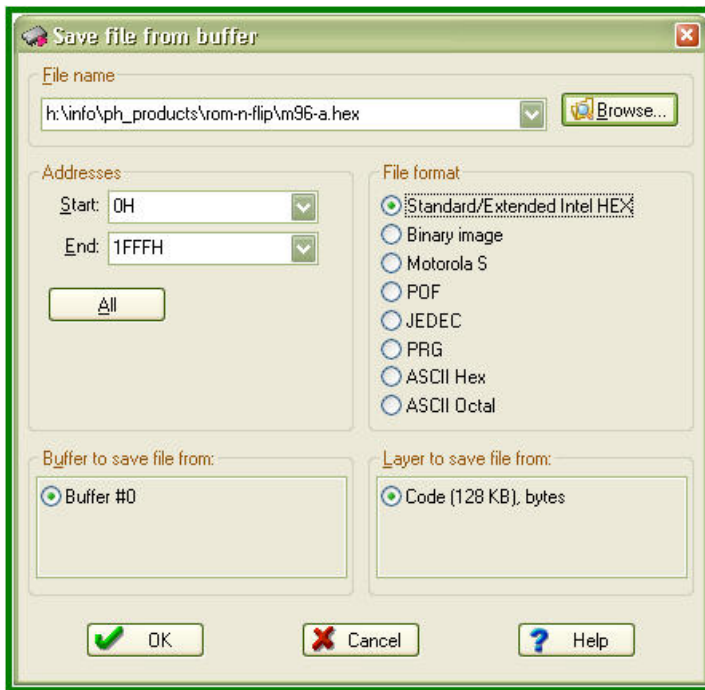 Save file from buffer
File name
h:\info\ph_products\rom-n-flip\m96-a.hex
Browse...
Addresses
Start: 0H
End: 1FFFH
All
File format
Standard/Extended Intel HEX
Binary image
Motorola S
POF
JEDEC
PRG
ASCII Hex
ASCII Octal
Buffer to save file from:
Buffer #0
Layer to save file from:
Code (128 KB), bytes
OK
Cancel
Help